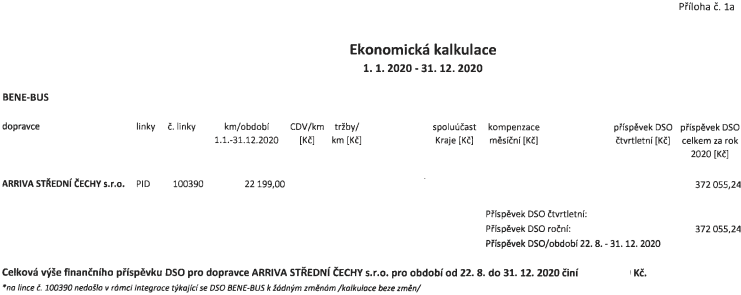 Příloha č. 1a
Ekonomická kalkulace
1. 1. 2020 - 31. 12. 2020
BENE-BUS
dopravce linky č. linky km/období CDV/km tržby/ spoluúčast kompenzace příspěvek DSO příspěvek DSO
1.1.-31.12.2020 [Kč] km [Kč] Kraje [Kč] měsíční [Kč] čtvrtletní [Kč] celkem za rok
2020 [Kč]
ARRIVA STŘEDNÍ ČECHY s.r.o. PID 100390 22 199,00 372 055,24
Příspěvek DSO čtvrtletní:
Příspěvek DSO roční: 372 055,24
Příspěvek DSO/období 22. 8. - 31. 12. 2020
Celková výše finančního příspěvku DSO pro dopravce ARRIVA STŘEDNÍ ČECHY s.r.o. pro období od 22. 8. do 31. 12. 2020 činí Kč.
*na lince č. 100390 nedošlo v rámci integrace týkající se DSO BENE-BUS k žádným změnám /kalkulace beze změn/